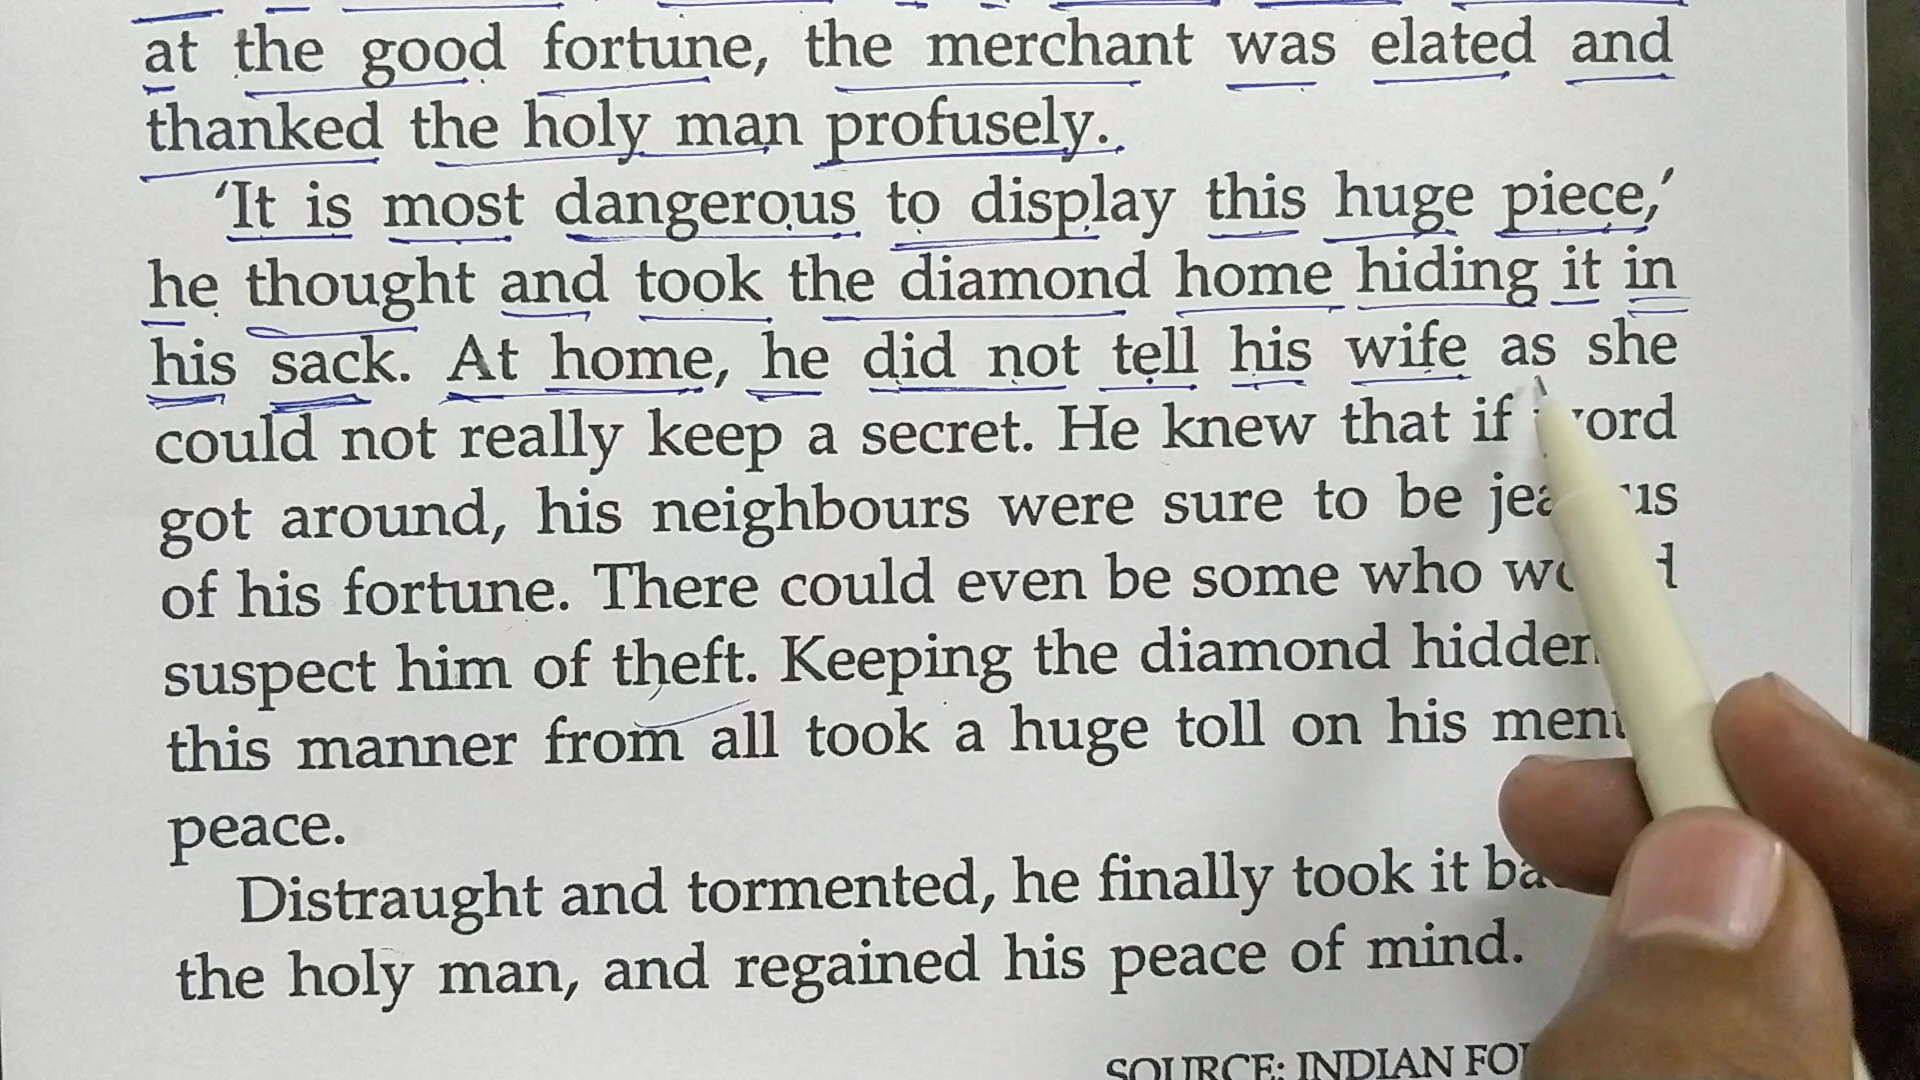 at the good fortune, the merchant was elated and
thanked the holy man profusely.
‘It is most dangerous to display this huge piece,’
he thought and took the diamond home hiding it in
his sack. At home, he did not tell his wife as she
could not really keep a secret. He knew that if word
got around, his neighbours were sure to be jealous
of his fortune. There could even be some who would
suspect him of theft. Keeping the diamond hidden
this manner from all took a huge toll on his
peace.
Distraught and tormented, he finally took it
the holy man, and regained his peace of mind.
SOURCE: INDIAN